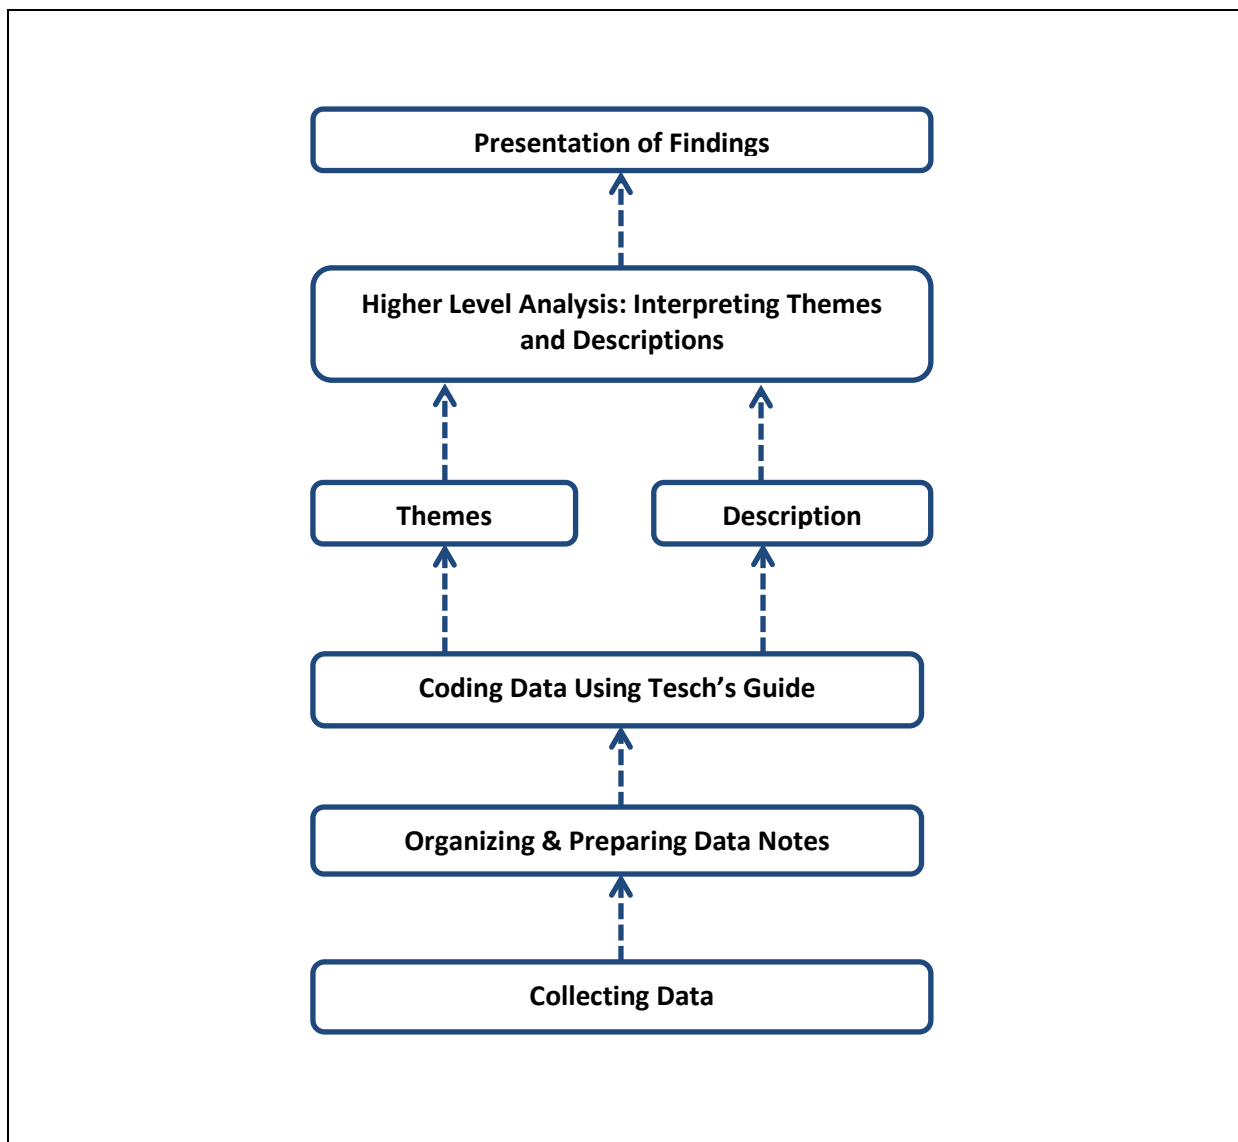 Presentation of Findings
Higher Level Analysis: Interpreting Themes
and Descriptions
Themes
Description
Coding Data Using Tesch’s Guide
Organizing & Preparing Data Notes
Collecting Data